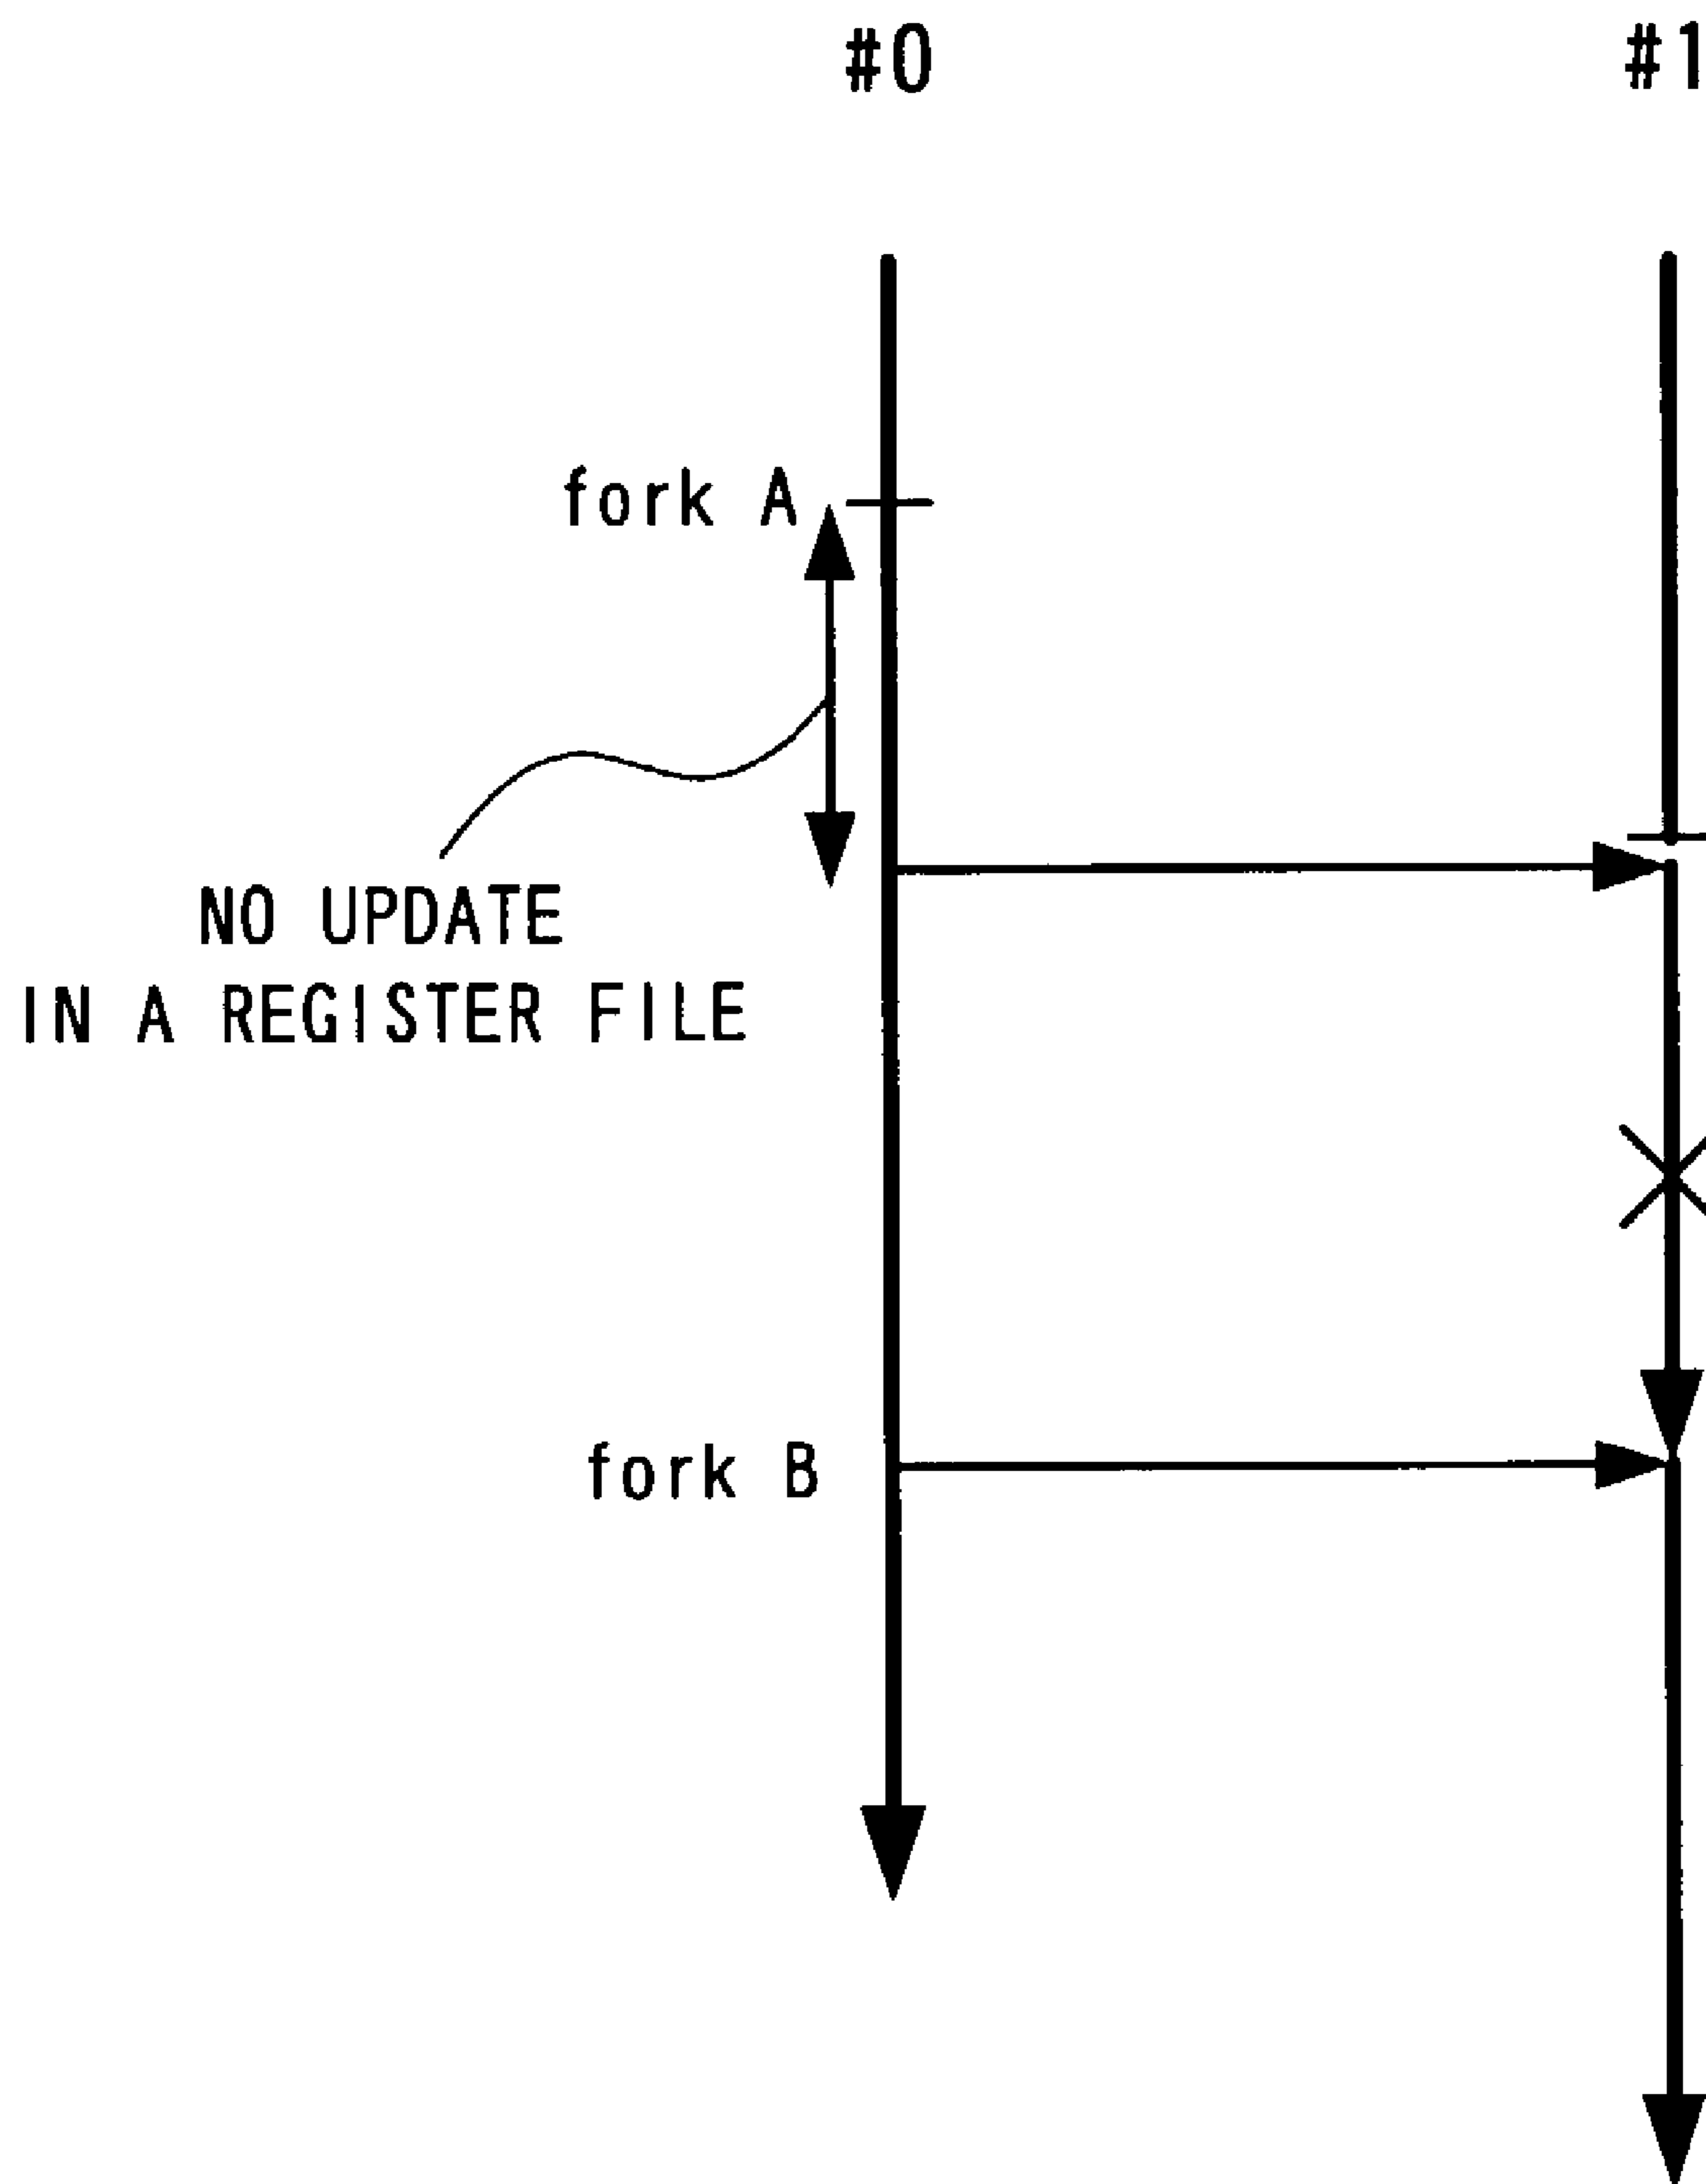 #0 #1
fork A
NO UPDATE
IN A REGISTER FILE
fork B